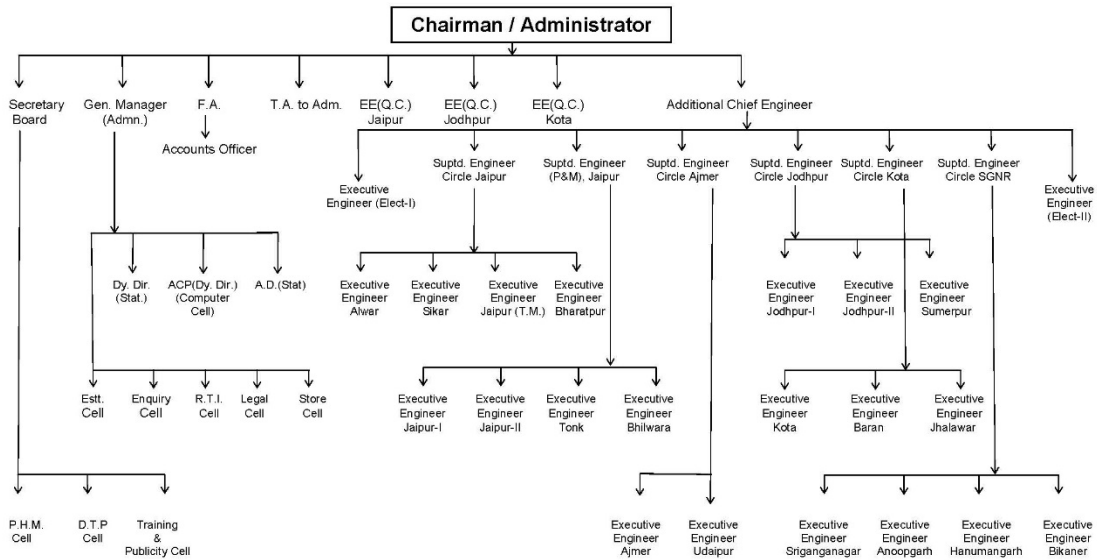 Chairman / Administrator
Secretary
Board
Gen. Manager
(Admn.)
F.A.
T.A. to Adm.
EE(Q.C.)
Jaipur
EE(Q.C.)
Jodhpur
EE(Q.C.)
Kota
Additional Chief Engineer
Accounts Officer
Executive
Engineer (Elect-I)
Suptd. Engineer
Circle Jaipur
Suptd. Engineer
(P&M), Jaipur
Suptd. Engineer
Circle Ajmer
Suptd. Engineer
Circle Jodhpur
Suptd. Engineer
Circle Kota
Suptd. Engineer
Circle SGNR
Executive
Engineer
(Elect-II)
Dy. Dir.
(Stat.)
ACP(Dy. Dir.)
(Computer
Cell)
A.D.(Stat)
Executive
Engineer
Alwar
Executive
Engineer
Sikar
Executive
Engineer
Jaipur (T.M.)
Executive
Engineer
Bharatpur
Executive
Engineer
Jodhpur-I
Executive
Engineer
Jodhpur-II
Executive
Engineer
Sumerpur
Estt.
Cell
Enquiry
Cell
R.T.I.
Cell
Legal
Cell
Store
Cell
Executive
Engineer
Jaipur-I
Executive
Engineer
Jaipur-II
Executive
Engineer
Tonk
Executive
Engineer
Bhilwara
Executive
Engineer
Kota
Executive
Engineer
Baran
Executive
Engineer
Jhalawar
P.H.M.
Cell
D.T.P
Cell
Training
&
Publicity Cell
Executive
Engineer
Ajmer
Executive
Engineer
Udaipur
Executive
Engineer
Sriganganagar
Executive
Engineer
Anoopgarh
Executive
Engineer
Hanumangarh
Executive
Engineer
Bikaner